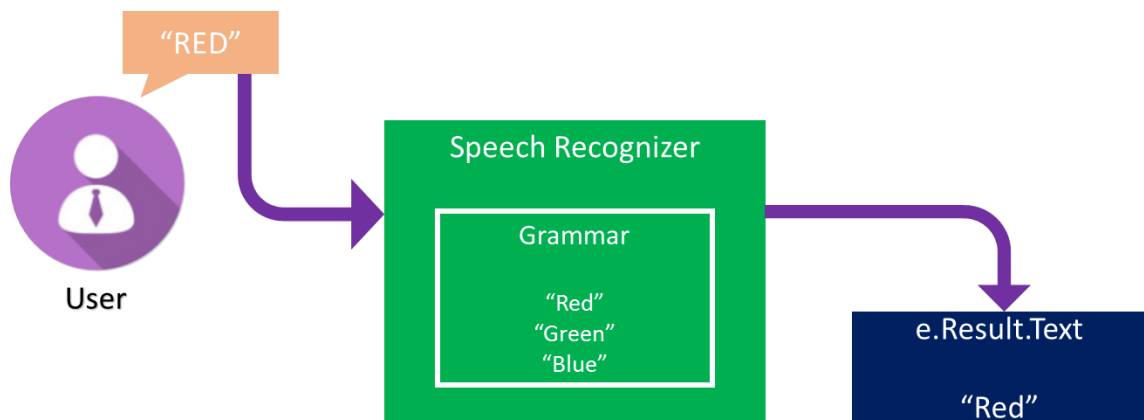 “RED”
User
Speech Recognizer
Grammar
“Red”
“Green”
“Blue”
e.Result.Text
“Red”